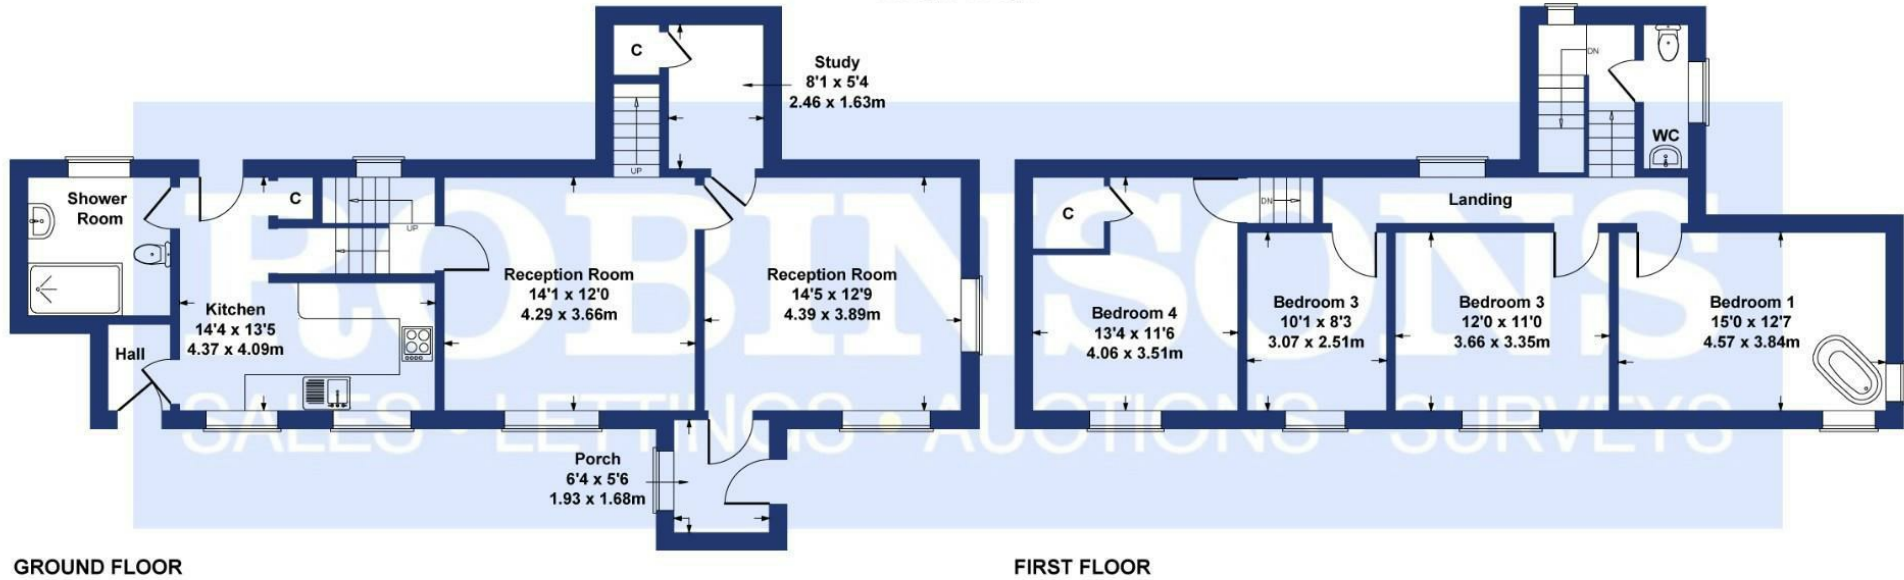 C
Study
8'1 x 5'4
2.46 x 1.63m
UP
Shower
Room
C
UP
Kitchen
14'4 x 13'5
4.37 x 4.09m
Hall
Reception Room
14'1 x 12'0
4.29 x 3.66m
Reception Room
14'5 x 12'9
4.39 x 3.89m
Porch
6'4 x 5'6
1.93 x 1.68m
GROUND FLOOR
DN
WC
C
DN
Landing
Bedroom 4
13'4 x 11'6
4.06 x 3.51m
Bedroom 3
10'1 x 8'3
3.07 x 2.51m
Bedroom 3
12'0 x 11'0
3.66 x 3.35m
Bedroom 1
15'0 x 12'7
4.57 x 3.84m
FIRST FLOOR
ROBINSONS
SALES • LETTINGS • AUCTIONS • SURVEYS